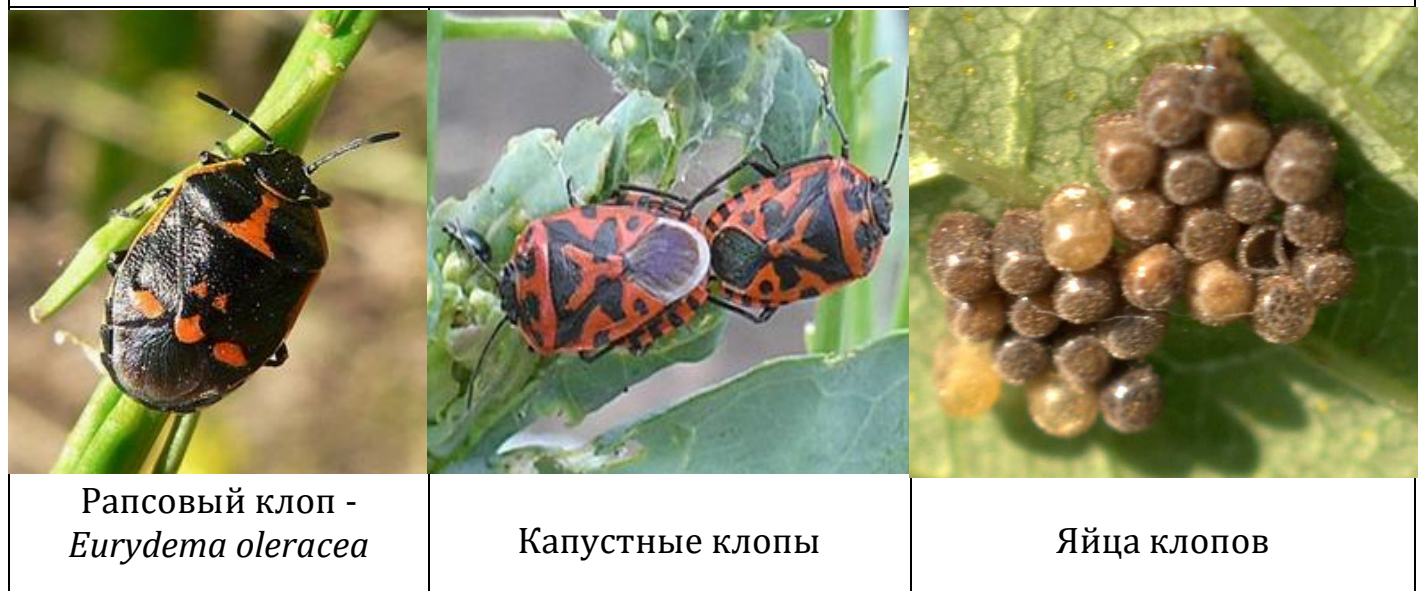 Рапсовый клоп -
Eurydema oleracea
Капустные клопы
Яйца клопов